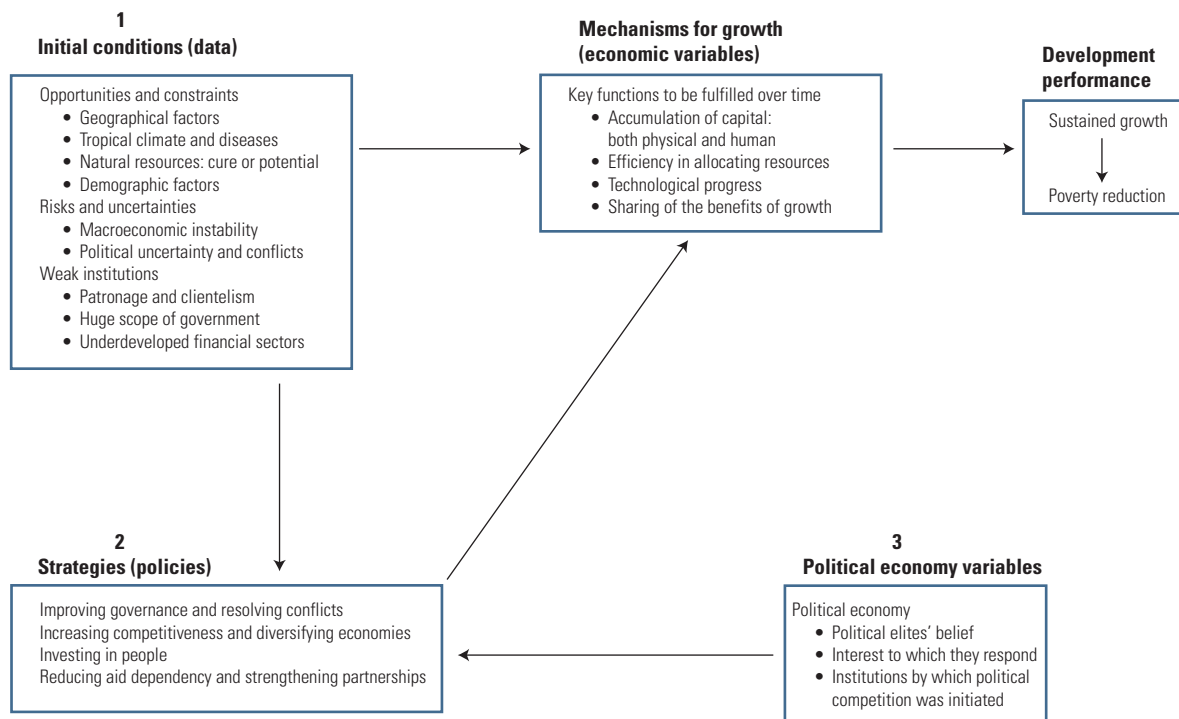 1
Initial conditions (data)
Opportunities and constraints
• Geographical factors
• Tropical climate and diseases
• Natural resources: cure or potential
• Demographic factors
Risks and uncertainties
• Macroeconomic instability
• Political uncertainty and conflicts
Weak institutions
• Patronage and clientelism
• Huge scope of government
• Underdeveloped financial sectors
Mechanisms for growth
(economic variables)
Key functions to be fulfilled over time
• Accumulation of capital:
both physical and human
• Efficiency in allocating resources
• Technological progress
• Sharing of the benefits of growth
Development
performance
Sustained growth
Poverty reduction
2
Strategies (policies)
Improving governance and resolving conflicts
Increasing competitiveness and diversifying economies
Investing in people
Reducing aid dependency and strengthening partnerships
3
Political economy variables
Political economy
• Political elites’ belief
• Interest to which they respond
• Institutions by which political
competition was initiated